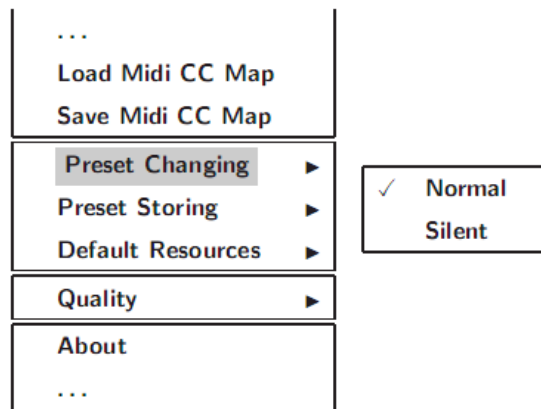 ...
Load Midi CC Map
Save Midi CC Map
Preset Changing ▶
✓ Normal
Silent
Preset Storing ▶
Default Resources ▶
Quality ▶
About
...